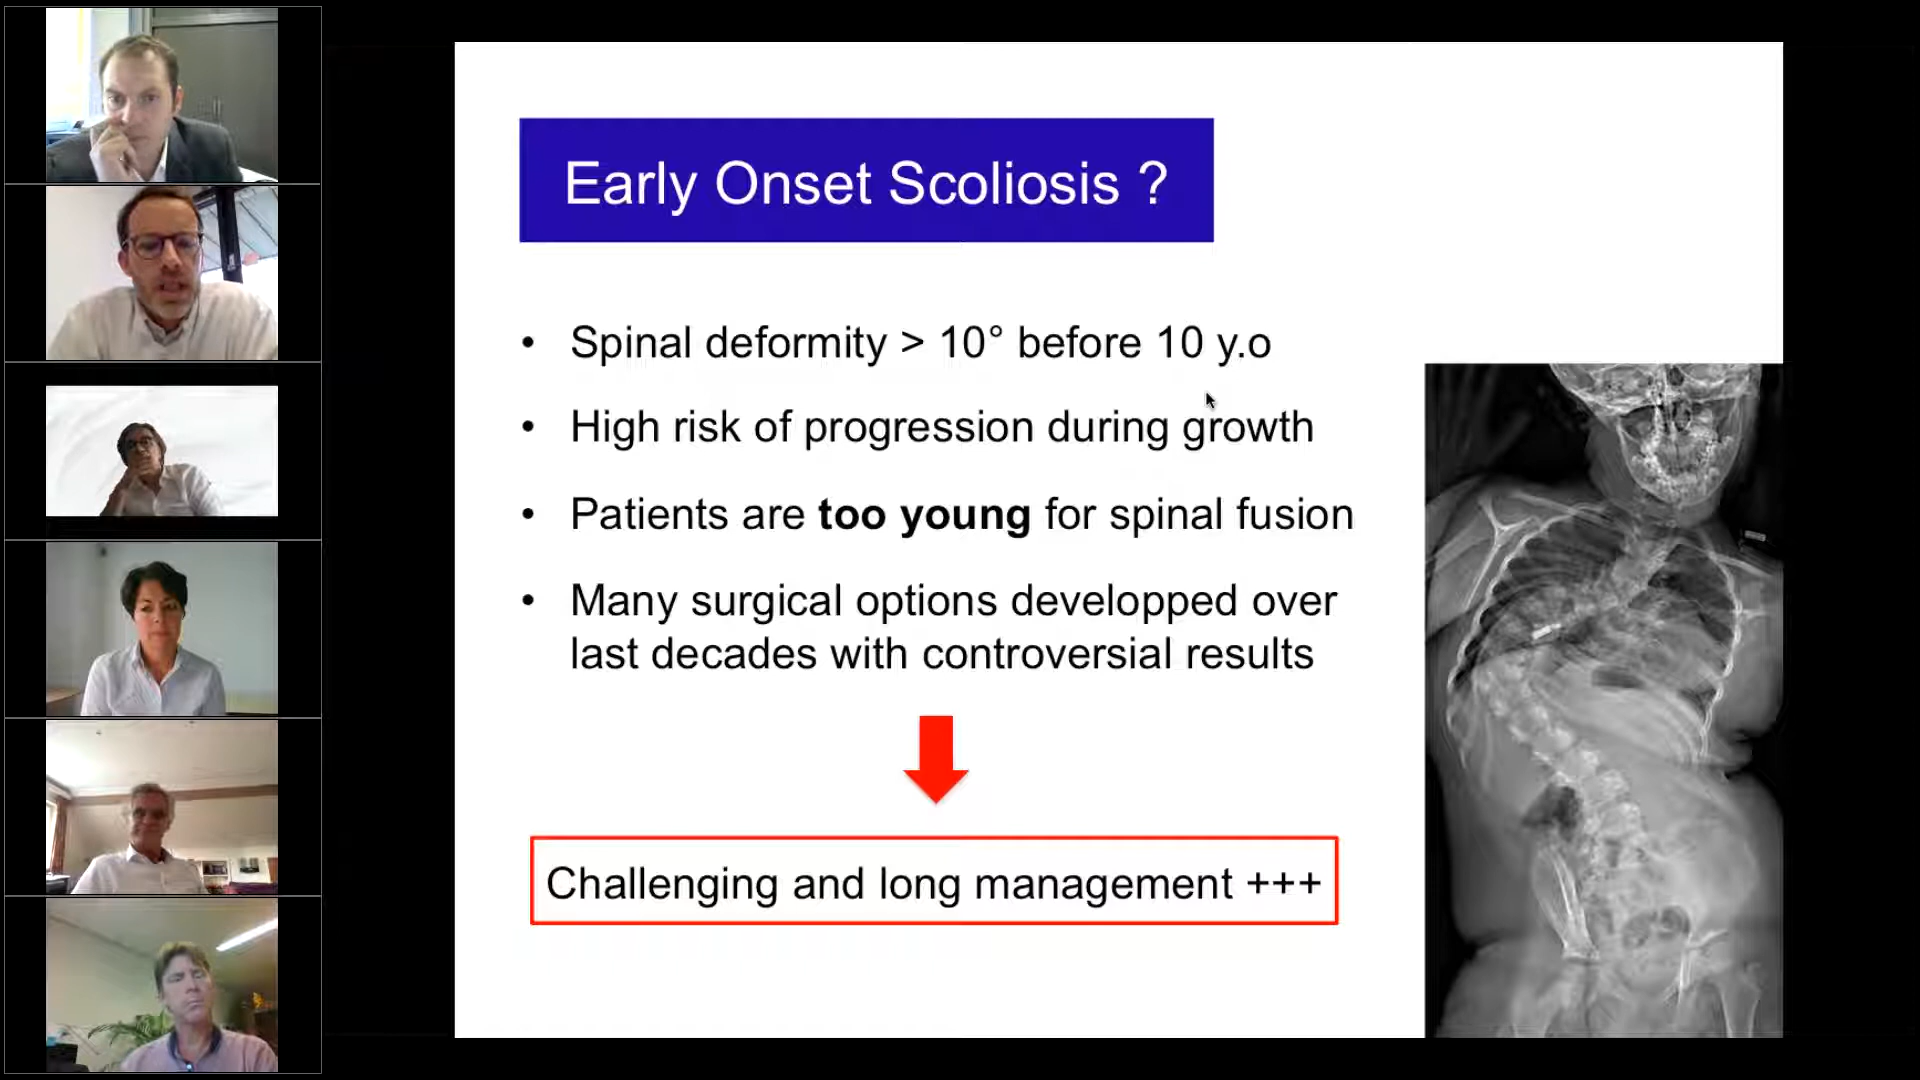 Early Onset Scoliosis ?
• Spinal deformity > 10° before 10 y.o
• High risk of progression during growth
• Patients are too young for spinal fusion
• Many surgical options developped over
last decades with controversial results
Challenging and long management +++